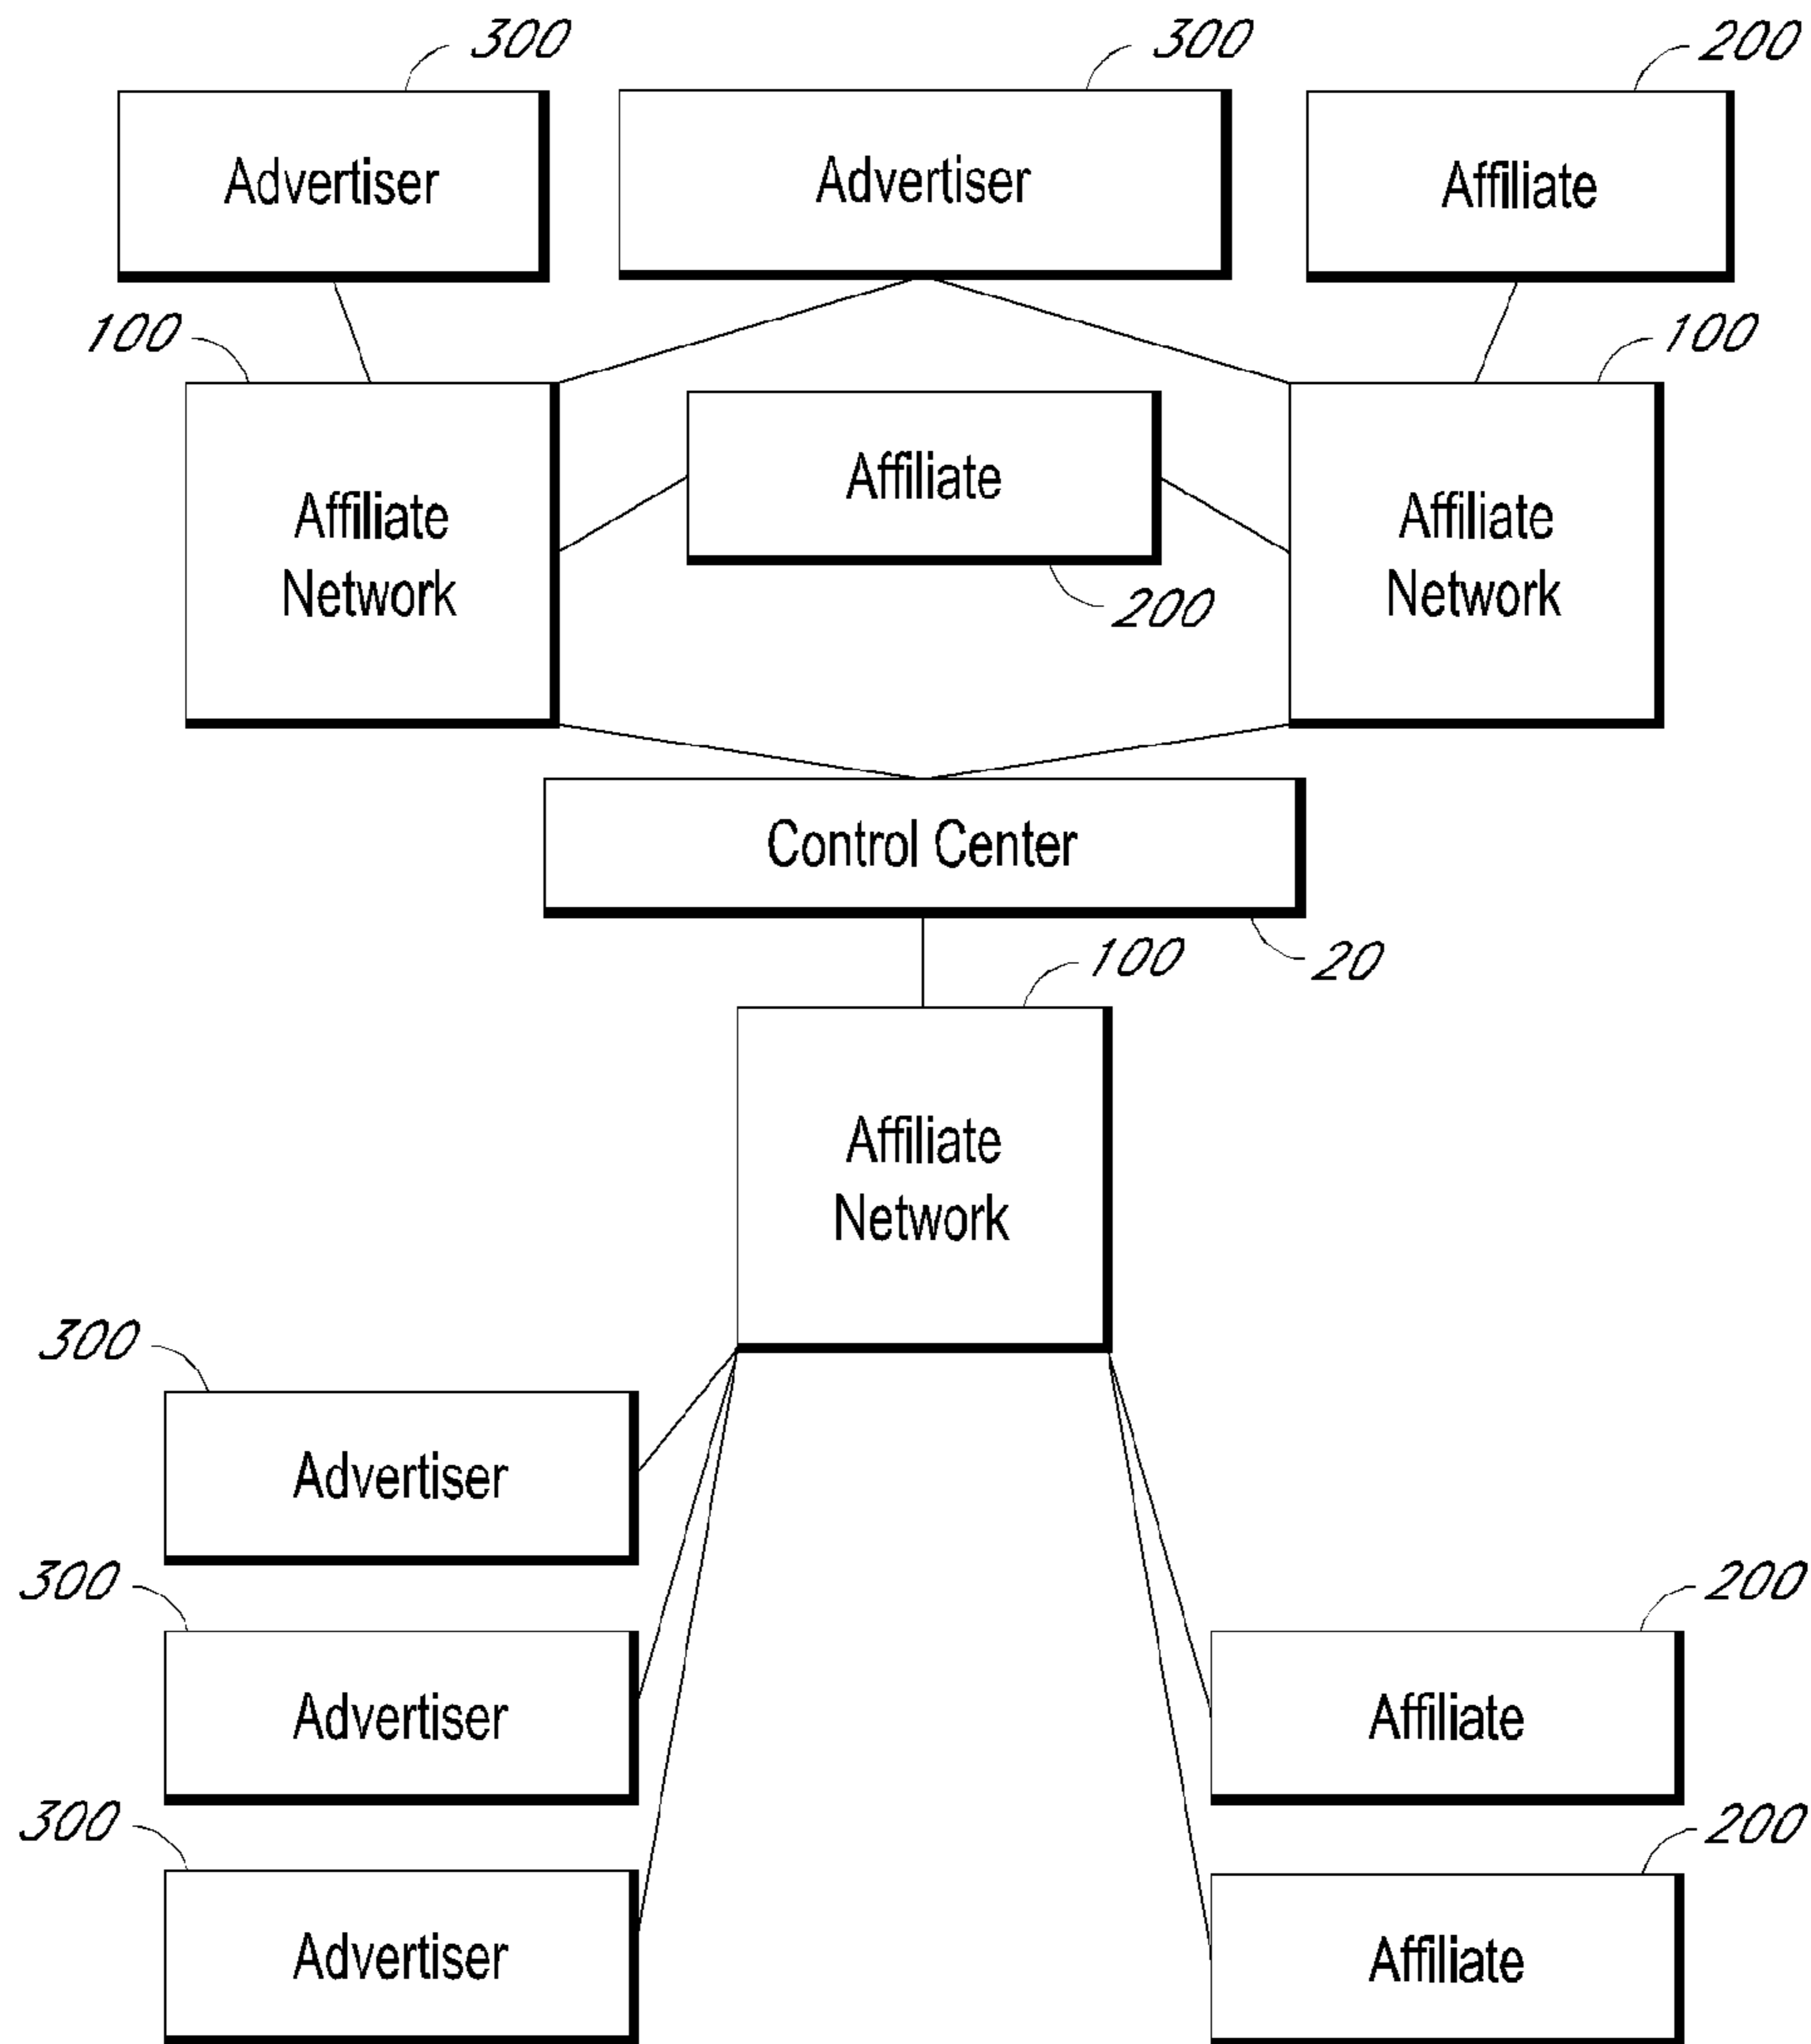 300
300
200
Advertiser
Advertiser
Affiliate
100
100
Affiliate
Network
Affiliate
200
Affiliate
Network
Control Center
20
100
Affiliate
Network
300
Advertiser
300
Advertiser
200
Affiliate
300
Advertiser
200
Affiliate